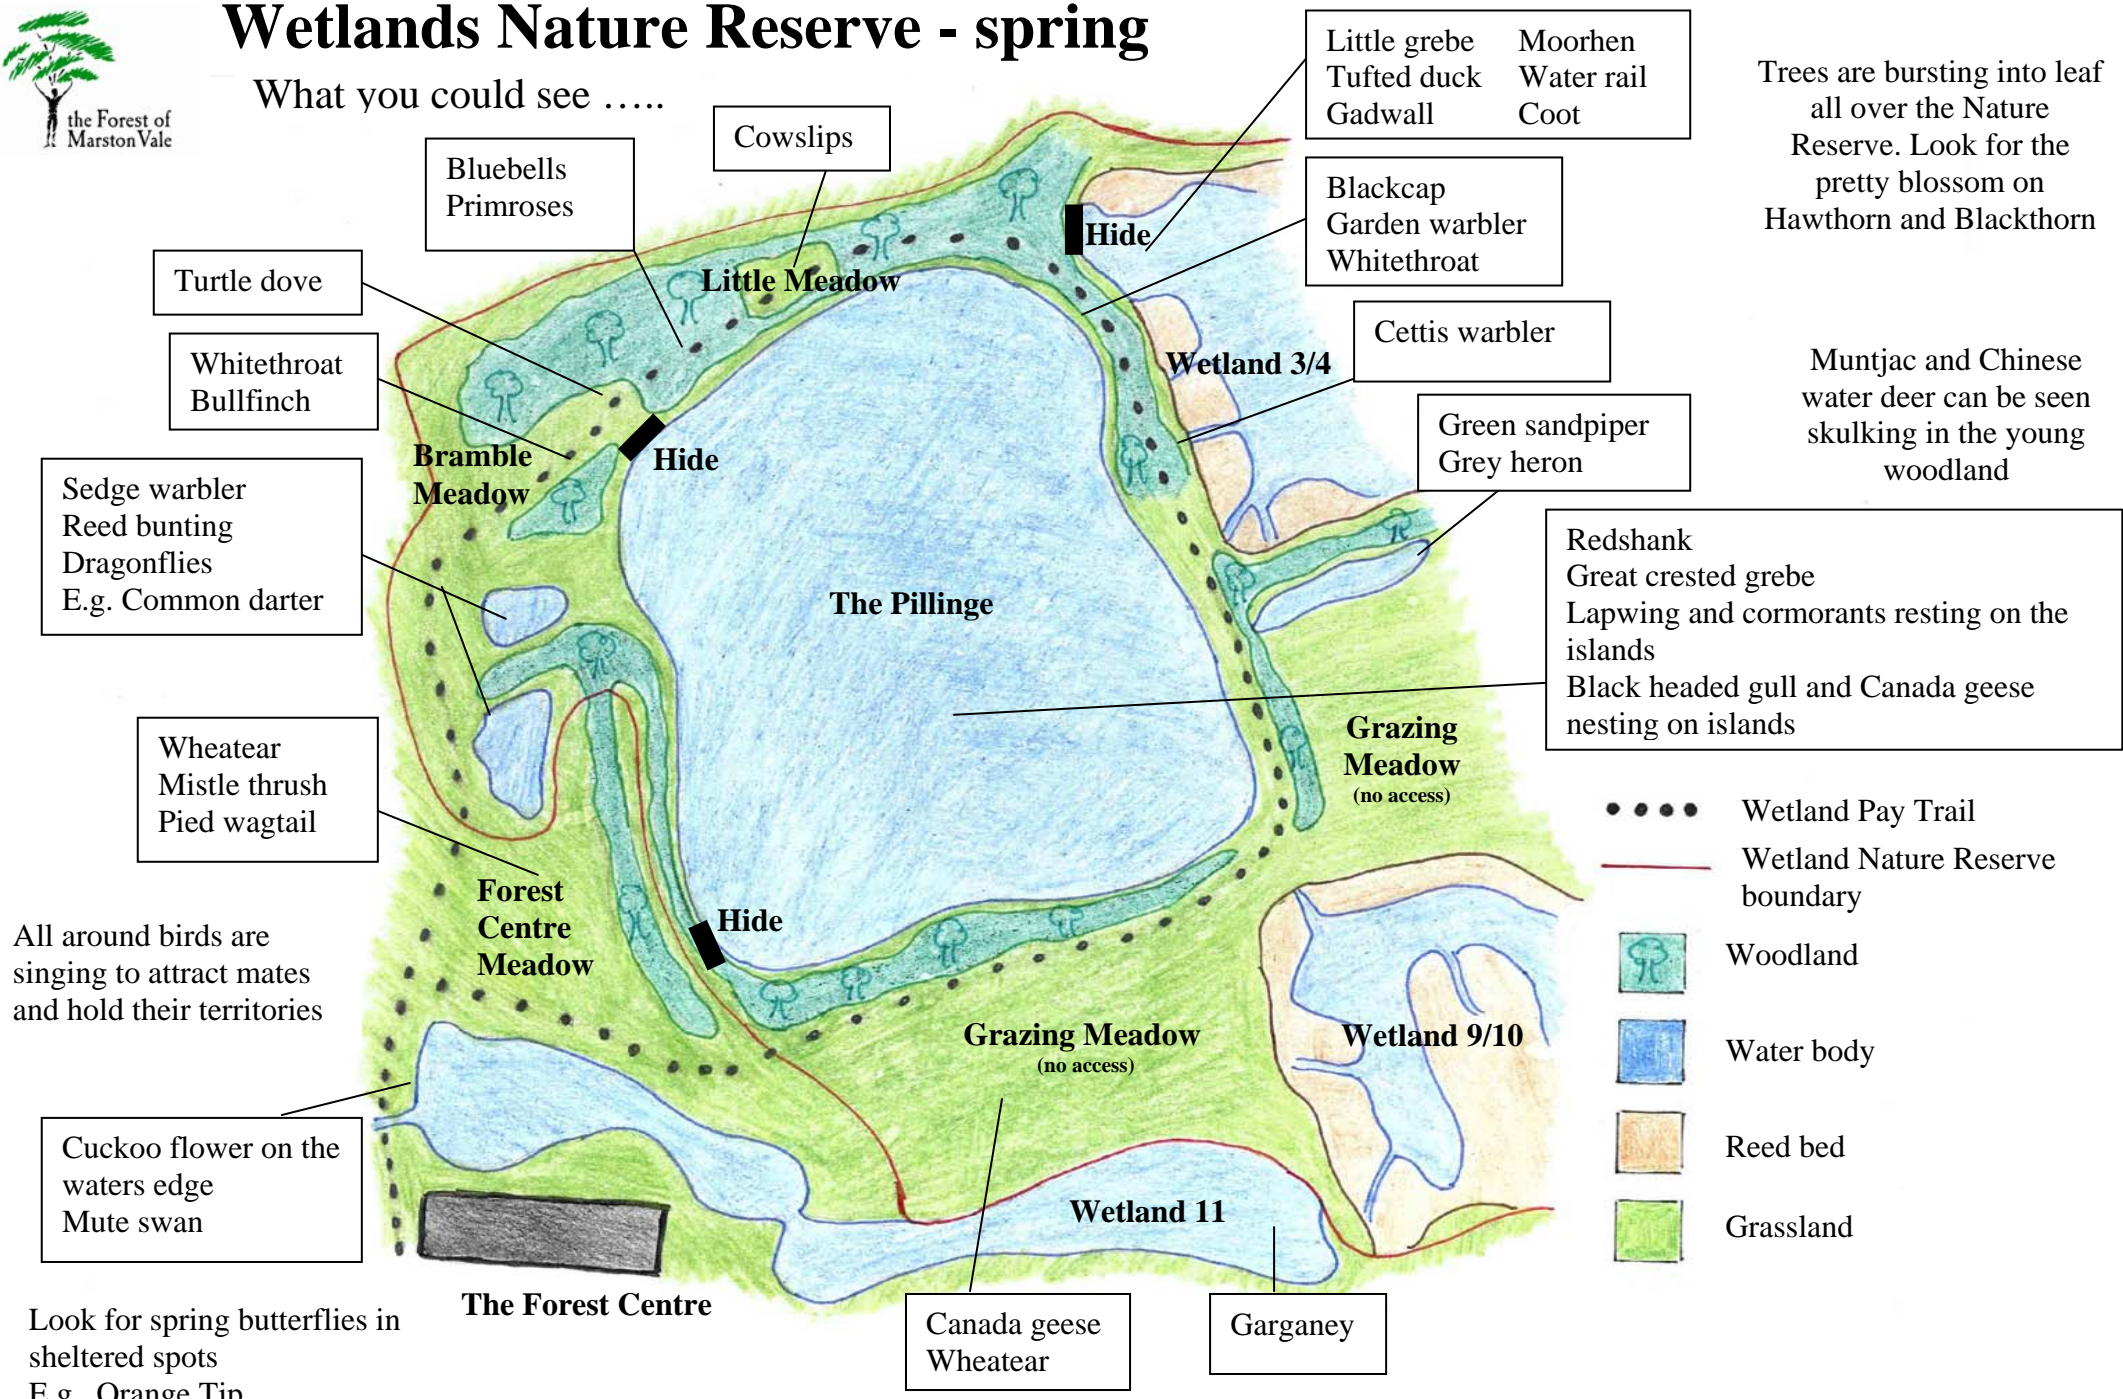 Wetlands Nature Reserve - spring
What you could see …..
the Forest of
Marston Vale
Little grebe Moorhen
Tufted duck Water rail
Gadwall Coot
Trees are bursting into leaf
all over the Nature
Reserve. Look for the
pretty blossom on
Hawthorn and Blackthorn
Cowslips
Bluebells
Primroses
Blackcap
Garden warbler
Whitethroat
Hide
Turtle dove
Little Meadow
Cettis warbler
Whitethroat
Bullfinch
Wetland 3/4
Muntjac and Chinese
water deer can be seen
skulking in the young
woodland
Green sandpiper
Grey heron
Bramble
Meadow
Hide
Sedge warbler
Reed bunting
Dragonflies
E.g. Common darter
Redshank
Great crested grebe
Lapwing and cormorants resting on the
islands
Black headed gull and Canada geese
nesting on islands
The Pillinge
Wheatear
Mistle thrush
Pied wagtail
Grazing
Meadow
(no access)
Wetland Pay Trail
Wetland Nature Reserve
boundary
Woodland
Water body
Reed bed
Grassland
Forest
Centre
Meadow
Hide
All around birds are
singing to attract mates
and hold their territories
Grazing Meadow
(no access)
Wetland 9/10
Cuckoo flower on the
waters edge
Mute swan
Wetland 11
The Forest Centre
Canada geese
Wheatear
Garganey
Look for spring butterflies in
sheltered spots
E.g. Orange Tip